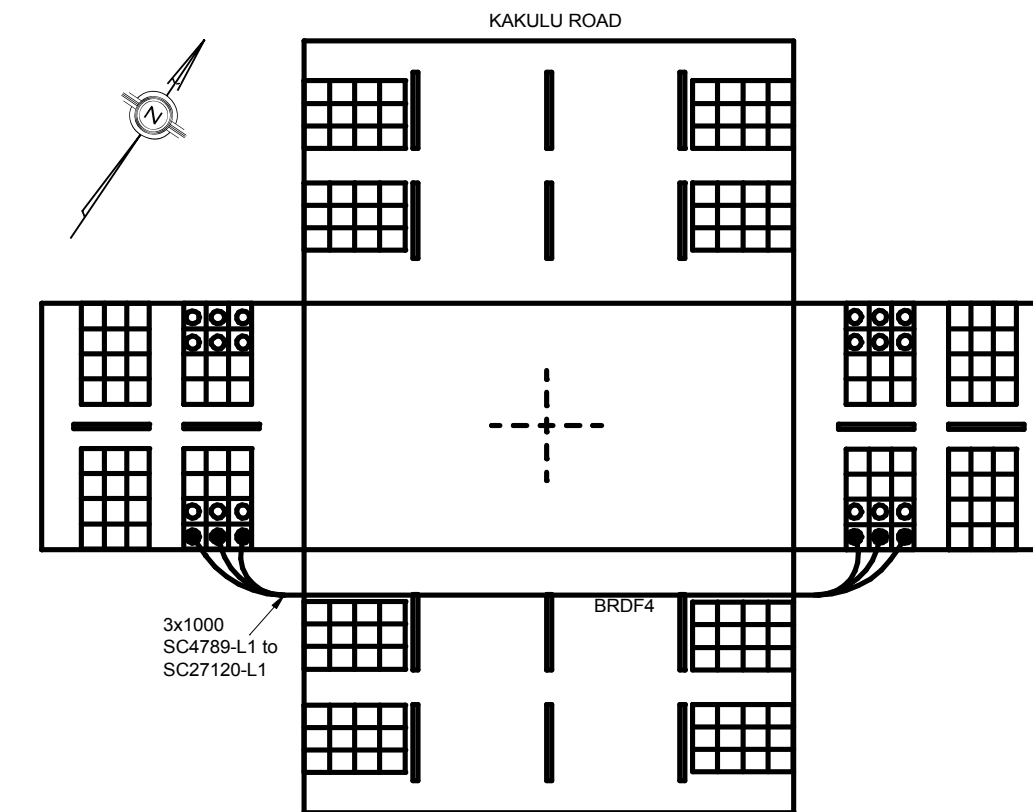 KAKULU ROAD
N
BRDF4
3x1000
SC4789-L1 to
SC27120-L1